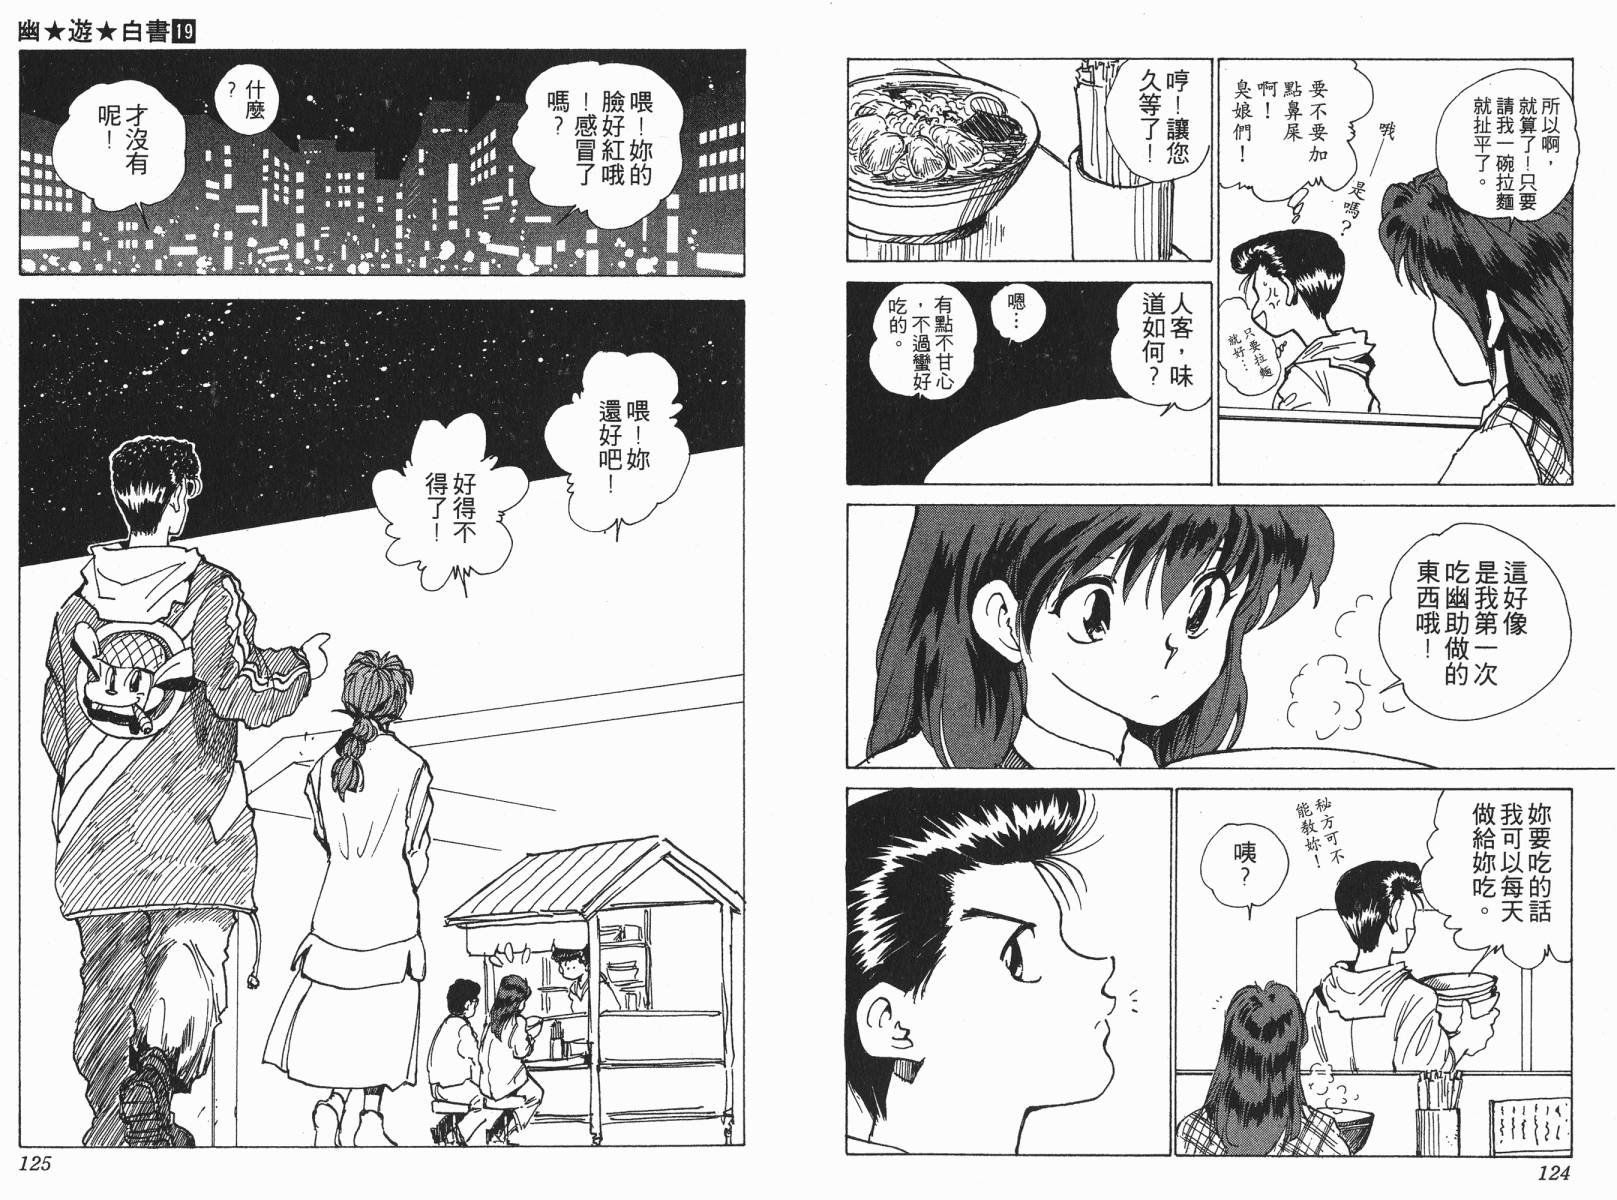 所以啊，
就算了！只要
請我一碗拉麵
就扯平了。
哦
是嗎？
要不要加
點鼻屎
啊！
臭娘們！
只要拉麵
就好…
哼！讓您
久等了！
人客，味
道如何？
嗯…
有點不甘心
，不過蠻好
吃的。
這好像
是我第一次
吃幽助做的
東西哦！
妳要吃的話
我可以每天
做給妳吃。
秘方可不
能教妳！
咦？
124
幽★遊★白書19
喂！妳的
臉好紅哦
！感冒了
嗎？
什麼
？
才沒有
呢！
喂！妳
還好吧！
好得不
得了！
125